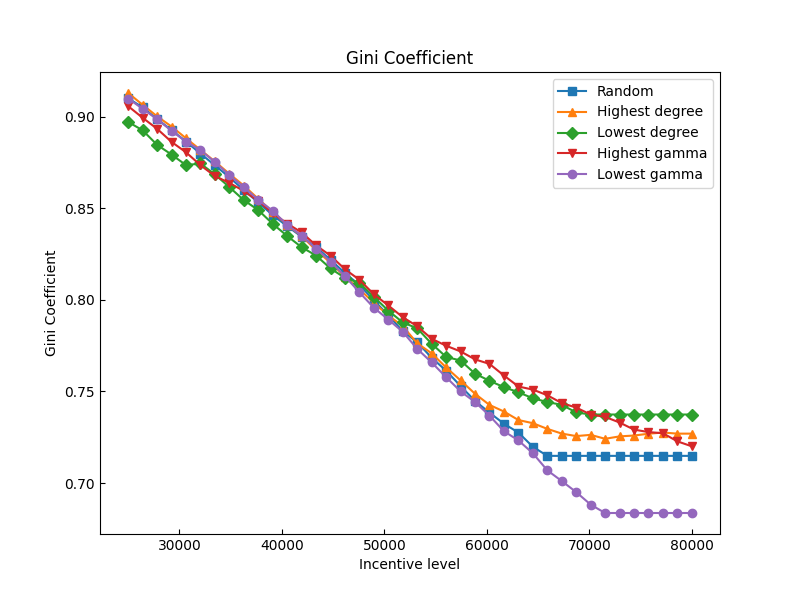 Gini Coefficient
Random
Highest degree
Lowest degree
Highest gamma
Lowest gamma
Gini Coefficient
0.90
0.85
0.80
0.75
0.70
30000 40000 50000 60000 70000 80000
Incentive level